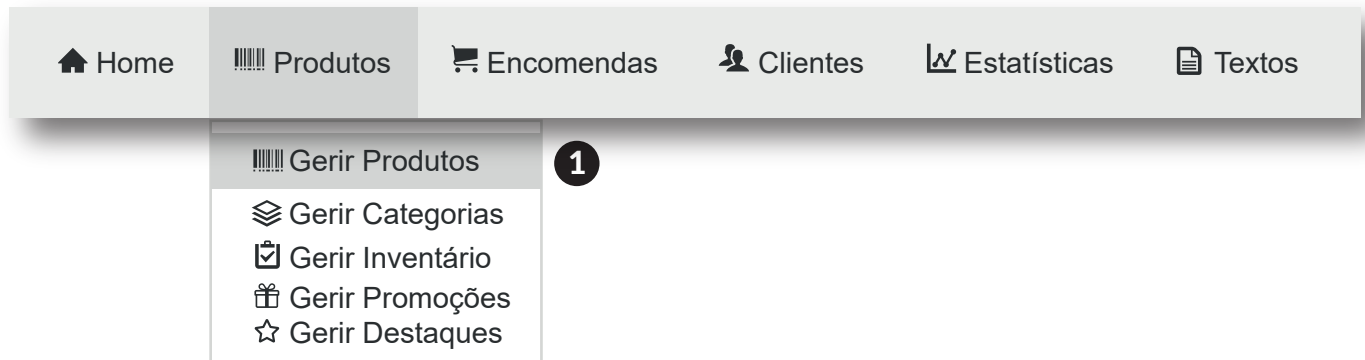 Home Produtos Encomendas Clientes Estatísticas Textos
Gerir Produtos 1
Gerir Categorias
Gerir Inventário
Gerir Promoções
Gerir Destaques